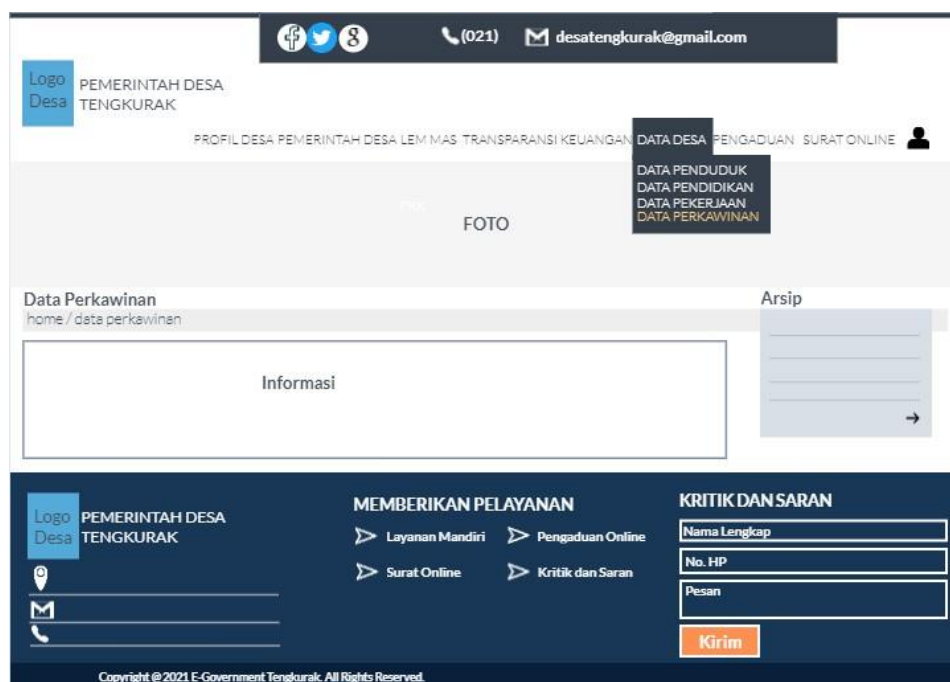 (021) desatengkurak@gmail.com
Logo
Desa
PEMERINTAH DESA
TENGKURAK
PROFIL DESA PEMERINTAH DESA LEM MAS TRANSPARANSI KEUANGAN DATA DESA PENGADUAN SURAT ONLINE
DATA PENDUDUK
DATA PENDIDIKAN
DATA PEKERJAAN
DATA PERKAWINAN
FOTO
Data Perkawinan
home / data perkawinan
Arsip
Informasi
Logo
Desa
PEMERINTAH DESA
TENGKURAK
MEMBERIKAN PELAYANAN
Layanan Mandiri Pengaduan Online
Surat Online Kritik dan Saran
KRITIK DAN SARAN
Nama Lengkap
No. HP
Pesan
Kirim
Copyright @ 2021 E-Government Tengkurak. All Rights Reserved.